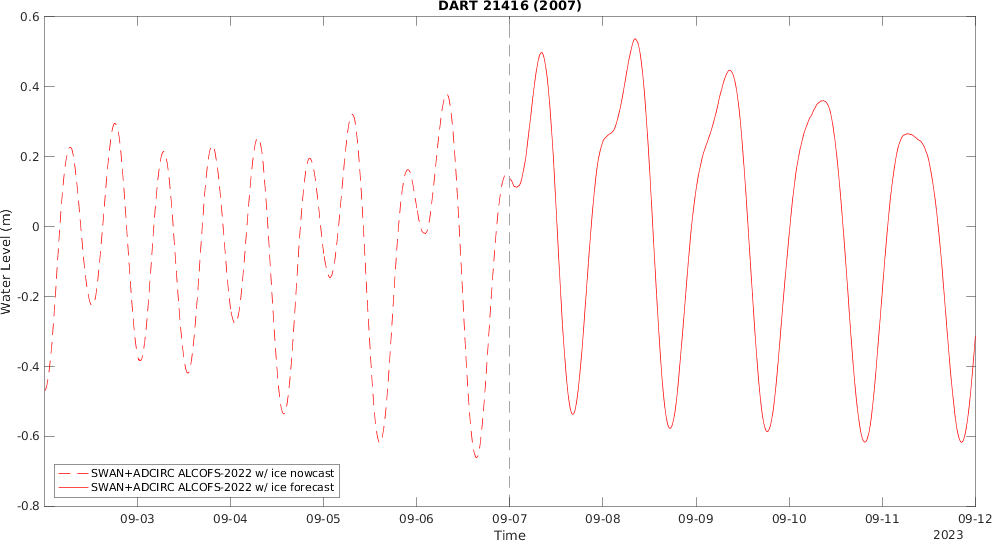 DART 21416 (2007)
0.6
0.4
0.2
0
-0.2
-0.4
-0.6
-0.8
Water Level (m)
SWAN+ADCIRC ALCOFS-2022 w/ ice nowcast
SWAN+ADCIRC ALCOFS-2022 w/ ice forecast
09-03 09-04 09-05 09-06 09-07 09-08 09-09 09-10 09-11 09-12
Time
2023